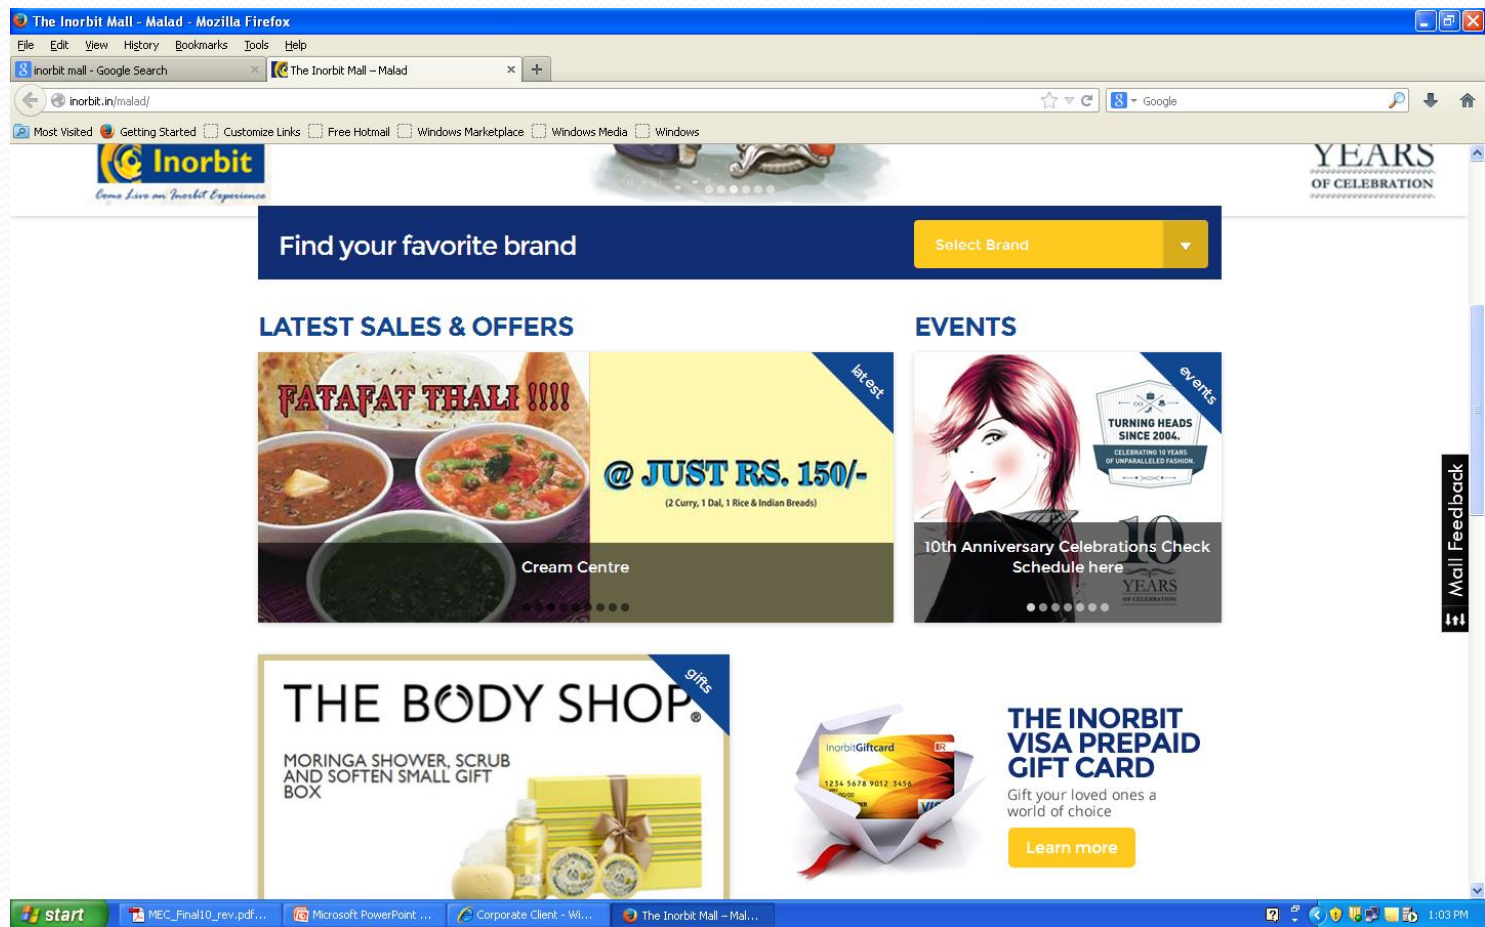 The Inorbit Mall - Malad - Mozilla Firefox
File Edit View History Bookmarks Tools Help
inorbit mall - Google Search
The Inorbit Mall – Malad
inorbit.in/malad/
Google
Most Visited Getting Started Customize Links Free Hotmail Windows Marketplace Windows Media Windows
Inorbit
Come Live an Inorbit Experience
YEARS
OF CELEBRATION
Find your favorite brand
Select Brand
LATEST SALES & OFFERS
EVENTS
FATAFAT THALI !!!!
latest
@ JUST RS. 150/-
(2 Curry, 1 Dal, 1 Rice & Indian Breads)
Cream Centre
events
TURNING HEADS
SINCE 2004.
CELEBRATING 10 YEARS
OF UNPARALLELED FASHION.
10
YEARS
OF CELEBRATION
10th Anniversary Celebrations Check
Schedule here
Mall Feedback
gifts
THE BODY SHOP®
MORINGA SHOWER, SCRUB
AND SOFTEN SMALL GIFT
BOX
InorbitGiftcard
1234 5678 9012 3456
THE INORBIT
VISA PREPAID
GIFT CARD
Gift your loved ones a
world of choice
Learn more
start
MEC_Final10_rev.pdf...
Microsoft PowerPoint ...
Corporate Client - Wi...
The Inorbit Mall – Mal...
1:03 PM